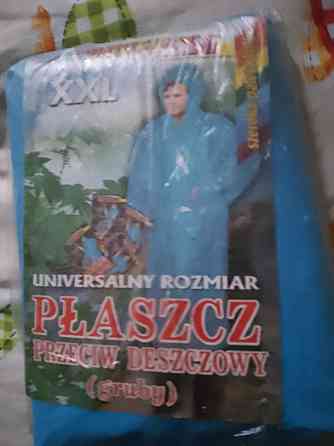 XXL
UNIVERSALNY ROZMIAR
PŁASZCZ
PRZECIW DESZCZOWY
(gruby)